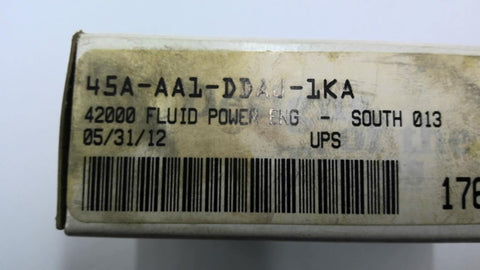 45A-AA1-DDAJ-1KA
42000 FLUID POWER ENG - SOUTH 013
05/31/12 UPS
176